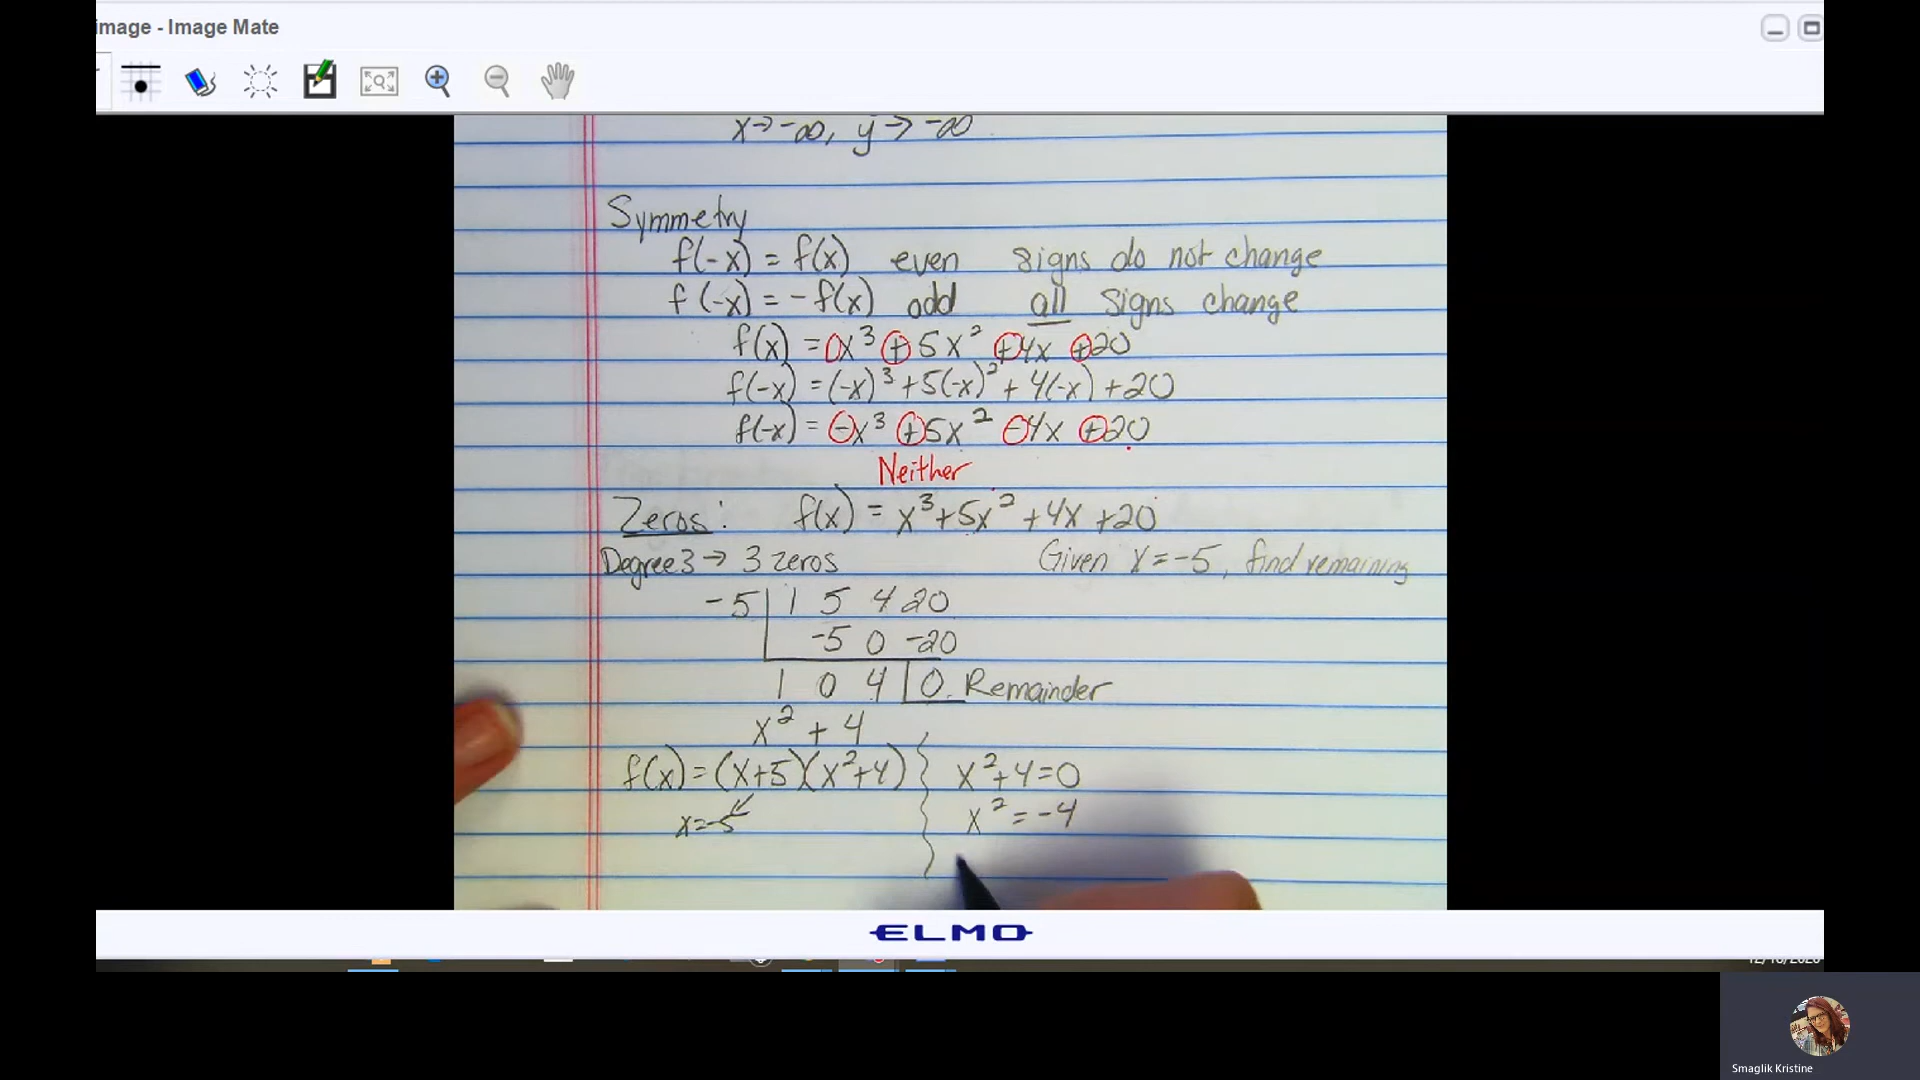 image - Image Mate
x→-∞, y→-∞
Symmetry
f(-x) = f(x) even signs do not change
f(-x) = -f(x) odd all signs change
f(x) = x³ + 5x² + 4x + 20
f(-x) = (-x)³ + 5(-x)² + 4(-x) + 20
f(-x) = -x³ + 5x² - 4x + 20
Neither
Zeros: f(x) = x³ + 5x² + 4x + 20
Degree 3 → 3 zeros Given x = -5, find remaining
-5| 1 5 4 20
-5 0 -20
1 0 4 |0 Remainder
x² + 4
f(x) = (x+5)(x²+4) x²+4=0
x=-5 x² = -4
ELMO
Smaglik Kristine